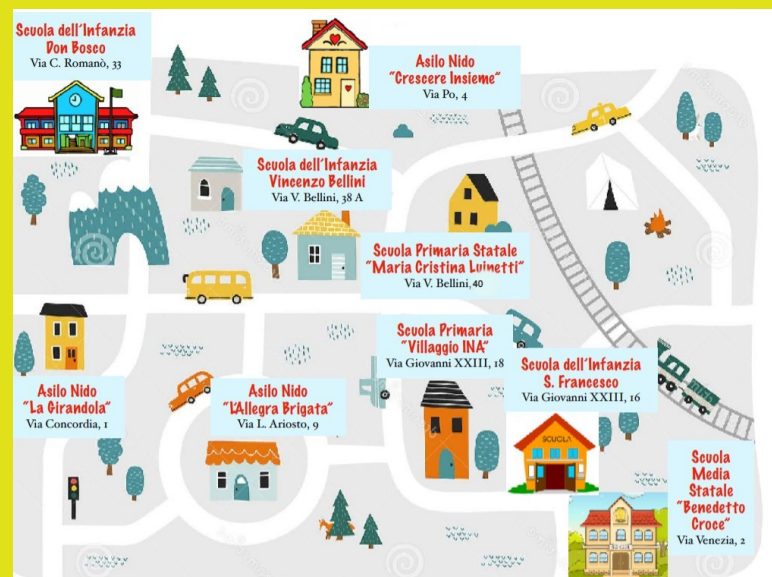 Scuola dell'Infanzia
Don Bosco
Via C. Romanò, 33
Asilo Nido
"Crescere Insieme"
Via Po, 4
Scuola dell'Infanzia
Vincenzo Bellini
Via V. Bellini, 38 A
Scuola Primaria Statale
"Maria Cristina Luinetti"
Via V. Bellini, 40
Scuola Primaria
"Villaggio INA"
Via Giovanni XXIII, 18
Scuola dell'Infanzia
S. Francesco
Via Giovanni XXIII, 16
Asilo Nido
"La Girandola"
Via Concordia, 1
Asilo Nido
"L'Allegra Brigata"
Via L. Ariosto, 9
SCUOLA
Scuola
Media
Statale
"Benedetto
Croce"
Via Venezia, 2